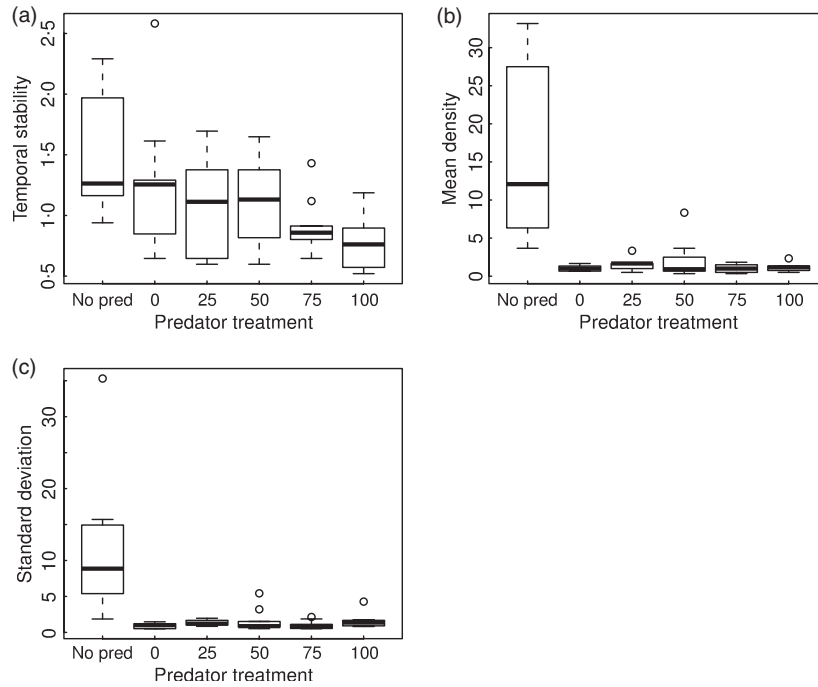 (a)
Temporal stability
2·5
2·0
1·5
1·0
0·5
No pred 0 25 50 75 100
Predator treatment
(b)
Mean density
30
25
20
15
10
5
0
No pred 0 25 50 75 100
Predator treatment
(c)
Standard deviation
30
20
10
5
0
No pred 0 25 50 75 100
Predator treatment